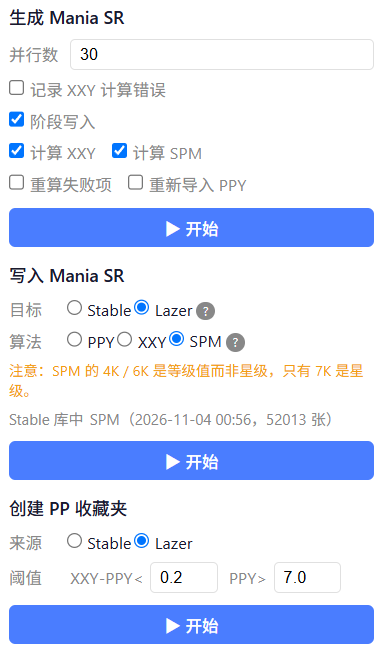 生成 Mania SR
并行数 30
记录 XXY 计算错误
阶段写入
计算 XXY 计算 SPM
重算失败项 重新导入 PPY
▶ 开始
写入 Mania SR
目标 Stable Lazer ?
算法 PPY XXY SPM ?
注意：SPM 的 4K / 6K 是等级值而非星级，只有 7K 是星
级。
Stable 库中 SPM（2026-11-04 00:56，52013 张）
▶ 开始
创建 PP 收藏夹
来源 Stable Lazer
阈值 XXY-PPY< 0.2 PPY> 7.0
▶ 开始